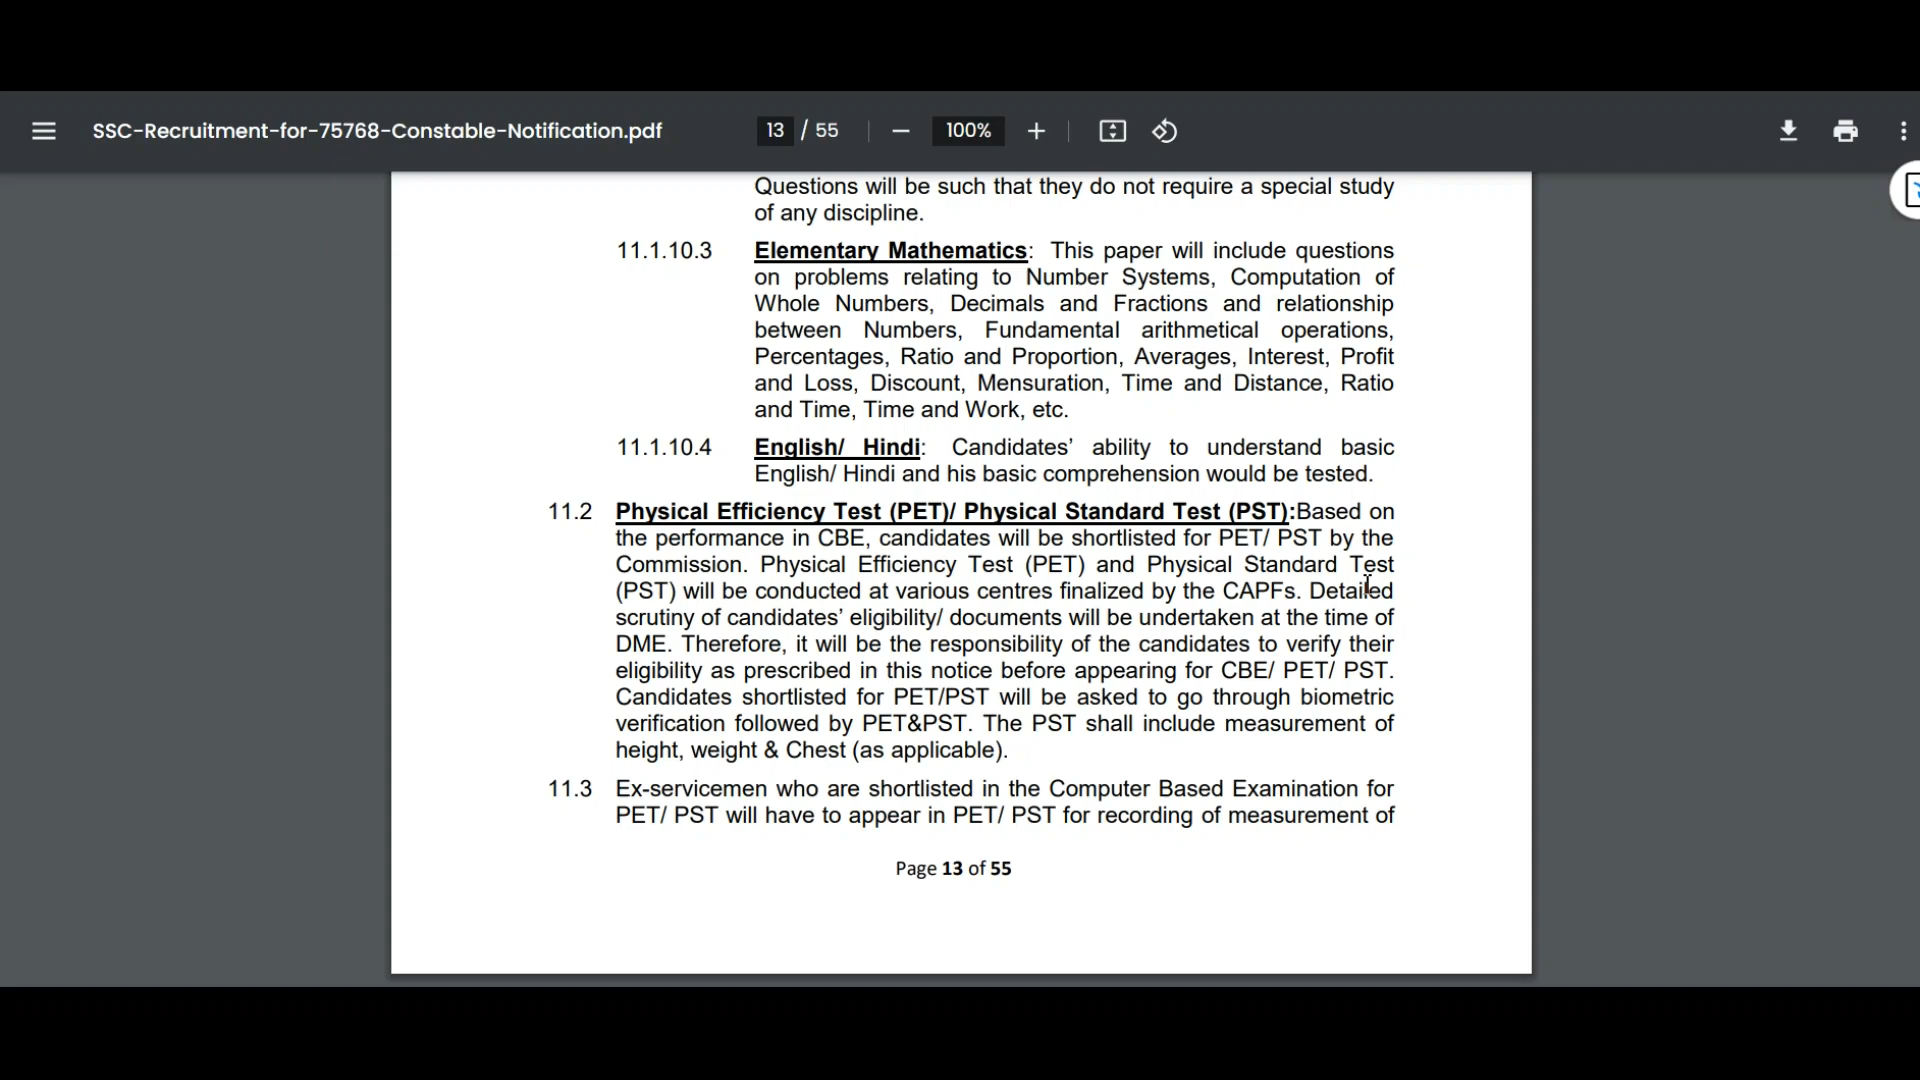 SSC-Recruitment-for-75768-Constable-Notification.pdf
13 / 55
100%
Questions will be such that they do not require a special study
of any discipline.
11.1.10.3 Elementary Mathematics: This paper will include questions
on problems relating to Number Systems, Computation of
Whole Numbers, Decimals and Fractions and relationship
between Numbers, Fundamental arithmetical operations,
Percentages, Ratio and Proportion, Averages, Interest, Profit
and Loss, Discount, Mensuration, Time and Distance, Ratio
and Time, Time and Work, etc.
11.1.10.4 English/ Hindi: Candidates’ ability to understand basic
English/ Hindi and his basic comprehension would be tested.
11.2 Physical Efficiency Test (PET)/ Physical Standard Test (PST):Based on
the performance in CBE, candidates will be shortlisted for PET/ PST by the
Commission. Physical Efficiency Test (PET) and Physical Standard Test
(PST) will be conducted at various centres finalized by the CAPFs. Detailed
scrutiny of candidates’ eligibility/ documents will be undertaken at the time of
DME. Therefore, it will be the responsibility of the candidates to verify their
eligibility as prescribed in this notice before appearing for CBE/ PET/ PST.
Candidates shortlisted for PET/PST will be asked to go through biometric
verification followed by PET&PST. The PST shall include measurement of
height, weight & Chest (as applicable).
11.3 Ex-servicemen who are shortlisted in the Computer Based Examination for
PET/ PST will have to appear in PET/ PST for recording of measurement of
Page 13 of 55